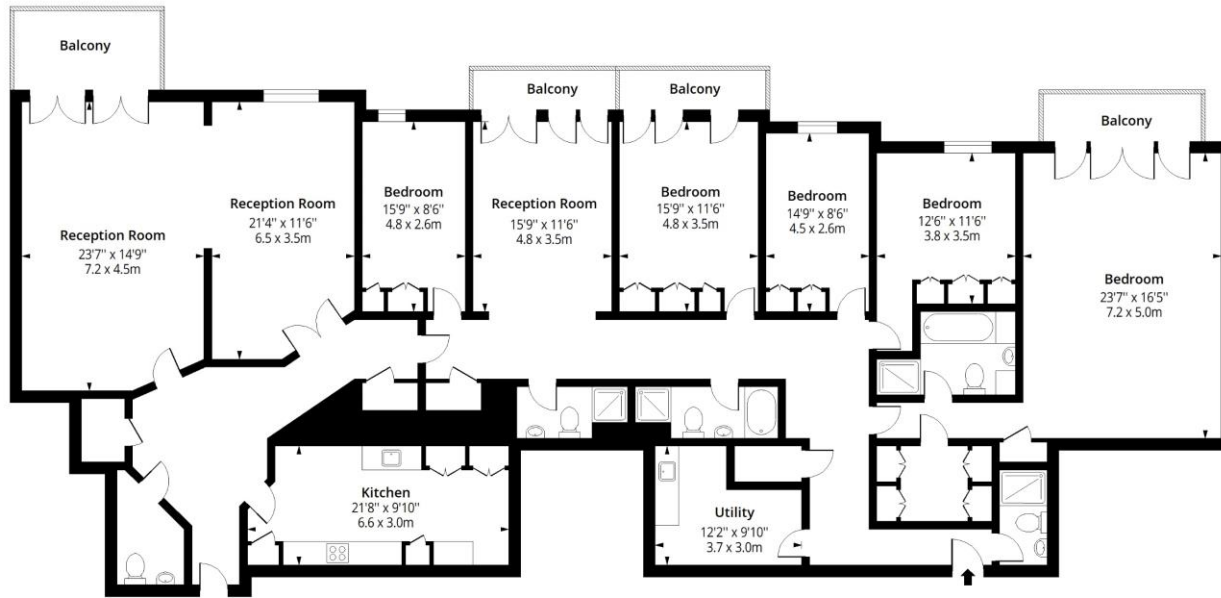 Balcony
Balcony
Balcony
Balcony
Reception Room
23'7" x 14'9"
7.2 x 4.5m
Reception Room
21'4" x 11'6"
6.5 x 3.5m
Bedroom
15'9" x 8'6"
4.8 x 2.6m
Reception Room
15'9" x 11'6"
4.8 x 3.5m
Bedroom
15'9" x 11'6"
4.8 x 3.5m
Bedroom
14'9" x 8'6"
4.5 x 2.6m
Bedroom
12'6" x 11'6"
3.8 x 3.5m
Bedroom
23'7" x 16'5"
7.2 x 5.0m
Kitchen
21'8" x 9'10"
6.6 x 3.0m
Utility
12'2" x 9'10"
3.7 x 3.0m